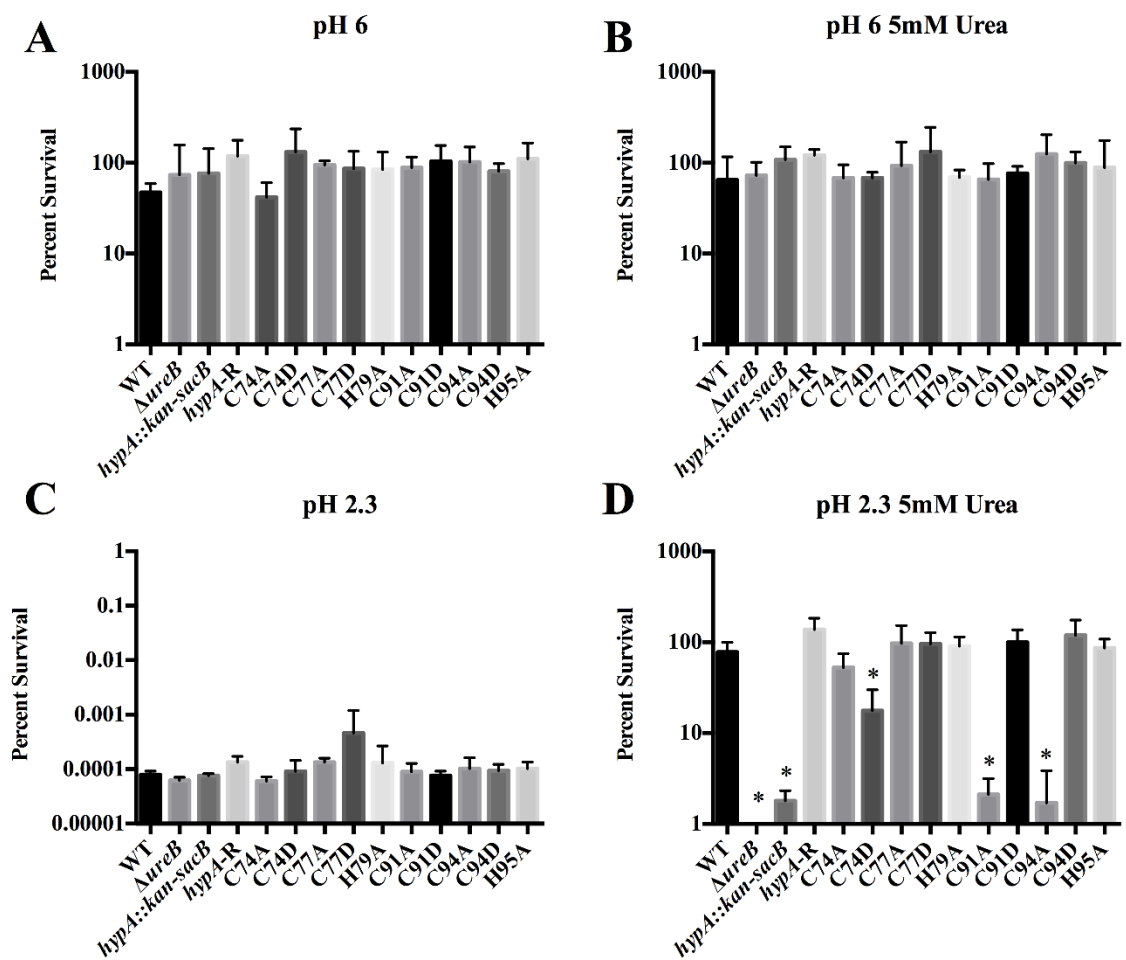 A
pH 6
Percent Survival
1000
100
10
1
WT
ΔureB
hypA::kan-sacB
hypA-R
C74A
C74D
C77A
C77D
H79A
C91A
C91D
C94A
C94D
H95A
B
pH 6 5mM Urea
Percent Survival
1000
100
10
1
WT
ΔureB
hypA::kan-sacB
hypA-R
C74A
C74D
C77A
C77D
H79A
C91A
C91D
C94A
C94D
H95A
C
pH 2.3
Percent Survival
1
0.1
0.01
0.001
0.0001
0.00001
WT
ΔureB
hypA::kan-sacB
hypA-R
C74A
C74D
C77A
C77D
H79A
C91A
C91D
C94A
C94D
H95A
D
pH 2.3 5mM Urea
Percent Survival
1000
100
10
1
*
*
*
*
*
WT
ΔureB
hypA::kan-sacB
hypA-R
C74A
C74D
C77A
C77D
H79A
C91A
C91D
C94A
C94D
H95A